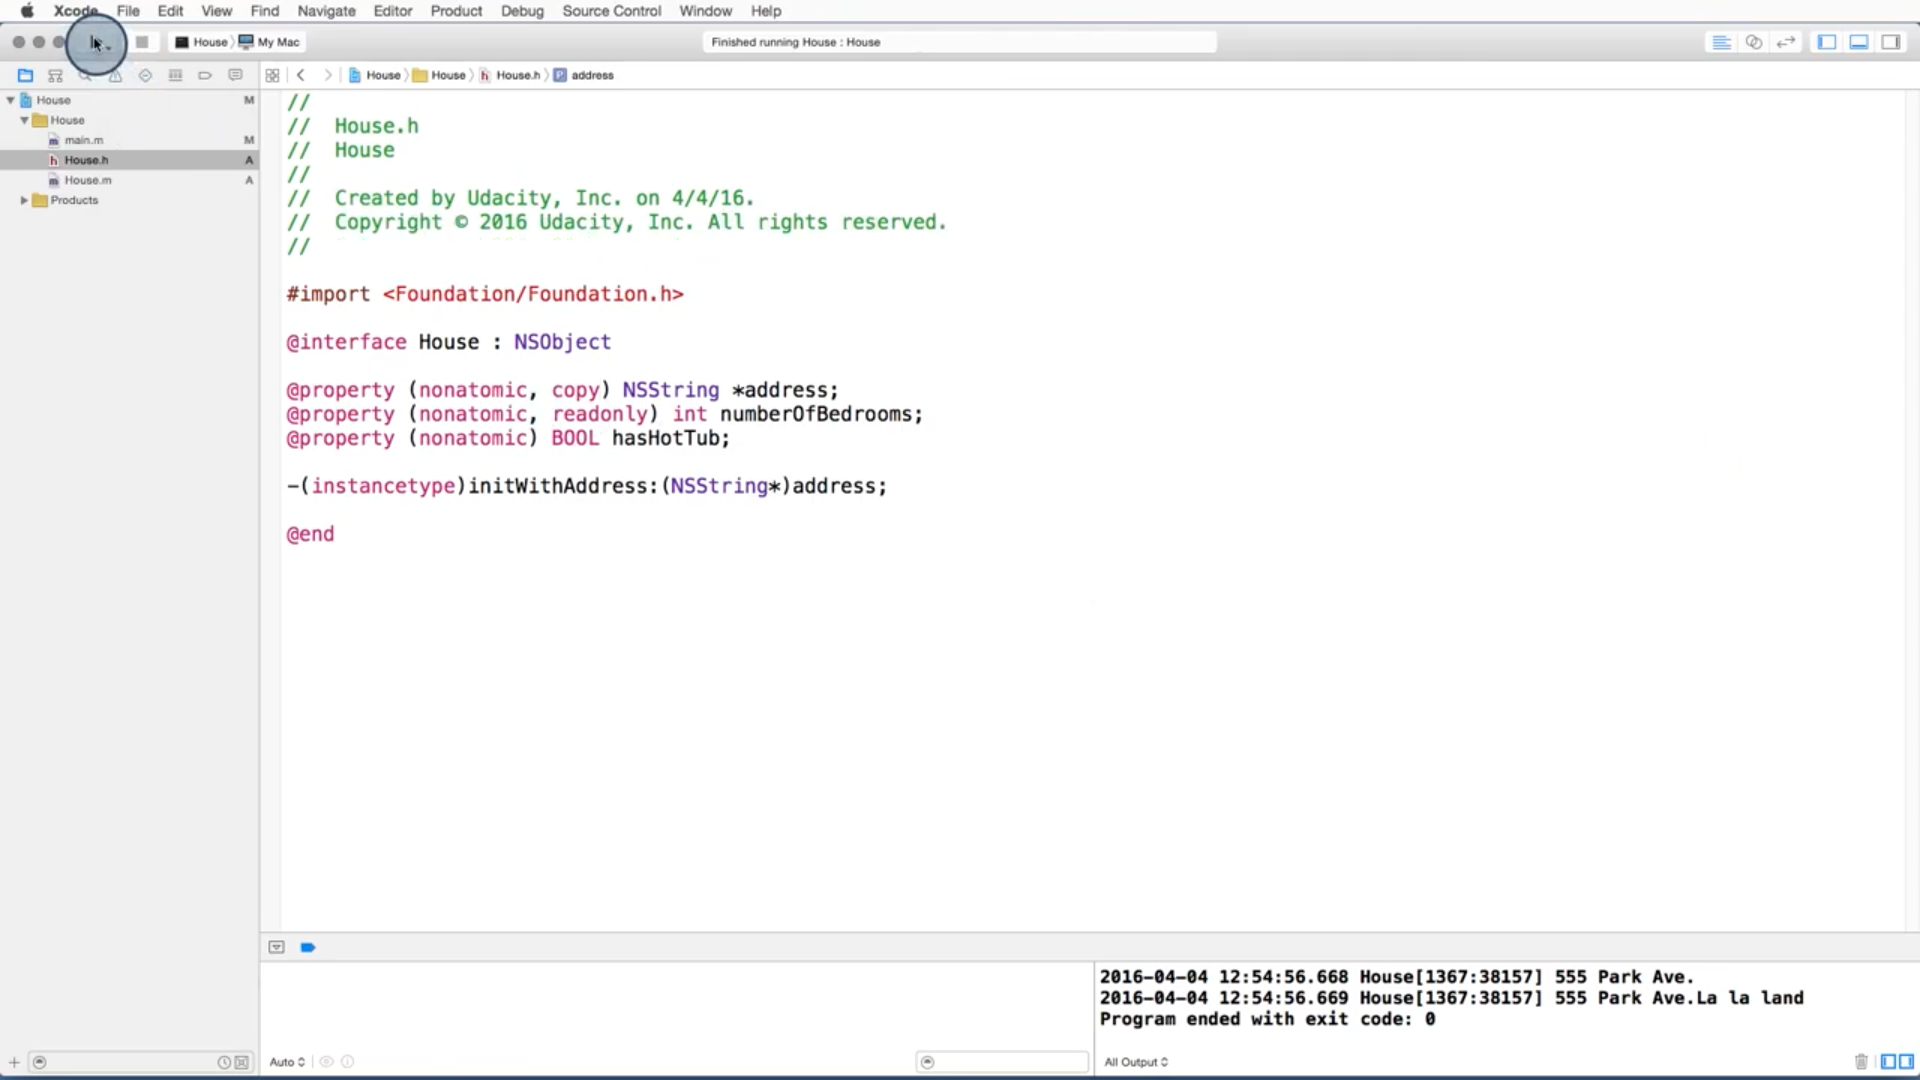 Xcode File Edit View Find Navigate Editor Product Debug Source Control Window Help
House My Mac Finished running House : House
House House House.h address
House M
House
main.m M
House.h A
House.m A
Products
//
// House.h
// House
//
// Created by Udacity, Inc. on 4/4/16.
// Copyright © 2016 Udacity, Inc. All rights reserved.
//
#import <Foundation/Foundation.h>
@interface House : NSObject
@property (nonatomic, copy) NSString *address;
@property (nonatomic, readonly) int numberOfBedrooms;
@property (nonatomic) BOOL hasHotTub;
-(instancetype)initWithAddress:(NSString*)address;
@end
2016-04-04 12:54:56.668 House[1367:38157] 555 Park Ave.
2016-04-04 12:54:56.669 House[1367:38157] 555 Park Ave.La la land
Program ended with exit code: 0
Auto All Output